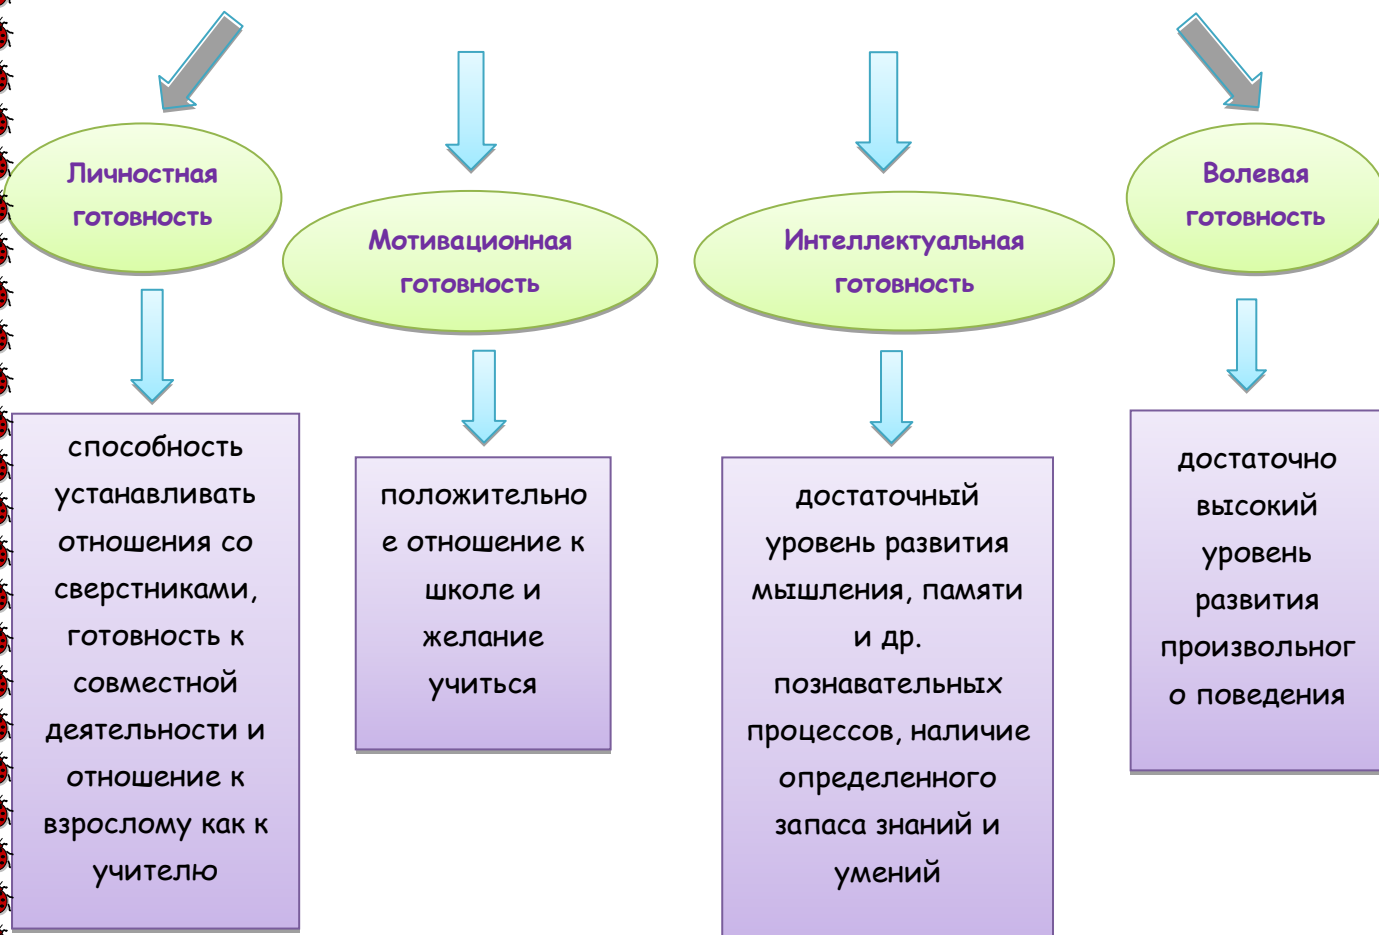 Личностная
готовность
Мотивационная
готовность
Интеллектуальная
готовность
Волевая
готовность
способность
устанавливать
отношения со
сверстниками,
готовность к
совместной
деятельности и
отношение к
взрослому как к
учителю
положительно
е отношение к
школе и
желание
учиться
достаточный
уровень развития
мышления, памяти
и др.
познавательных
процессов, наличие
определенного
запаса знаний и
умений
достаточно
высокий
уровень
развития
произвольног
о поведения